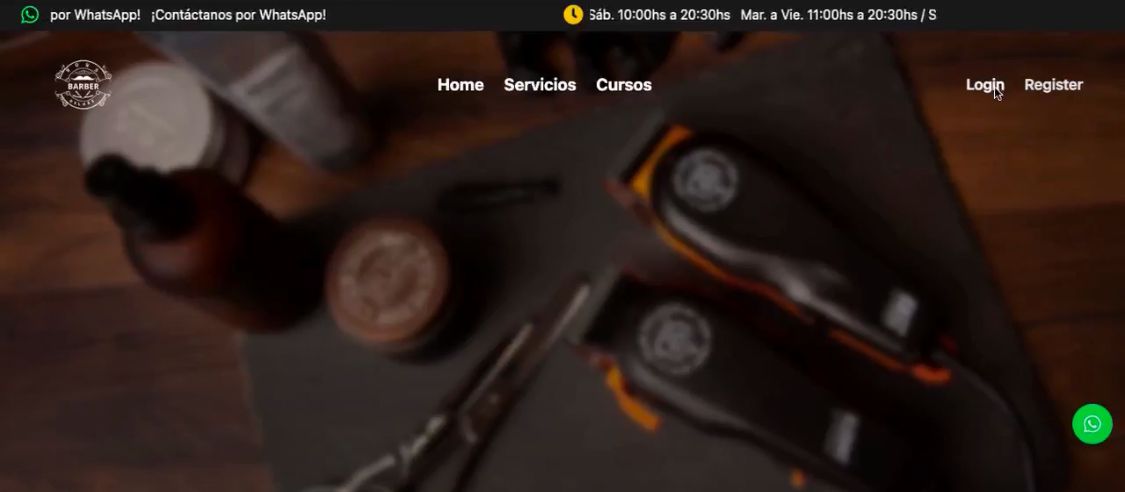 por WhatsApp! ¡Contáctanos por WhatsApp!
Sáb. 10:00hs a 20:30hs Mar. a Vie. 11:00hs a 20:30hs / S
BARBER
Home Servicios Cursos
Login Register